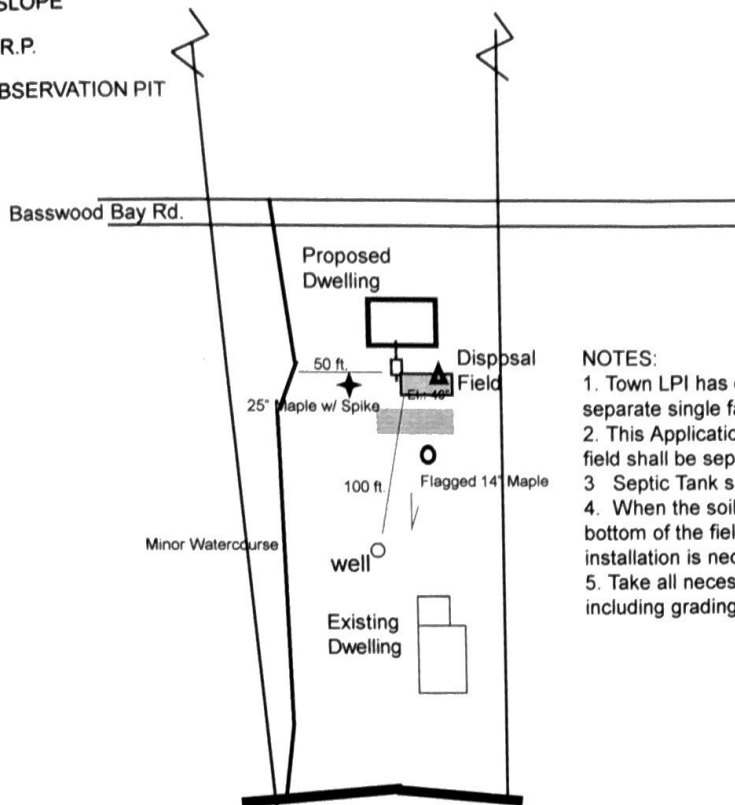 SLOPE
R.P.
BSERVATION PIT
Basswood Bay Rd.
Proposed
Dwelling
50 ft.
Disposal
Field
25" Maple w/ Spike
100 ft.
Flagged 14" Maple
Minor Watercourse
well
Existing
Dwelling
NOTES:
1. Town LPI has
separate single fa
2. This Applicatio
field shall be sep
3 Septic Tank s
4. When the soil
bottom of the fiel
installation is nec
5. Take all neces
including grading